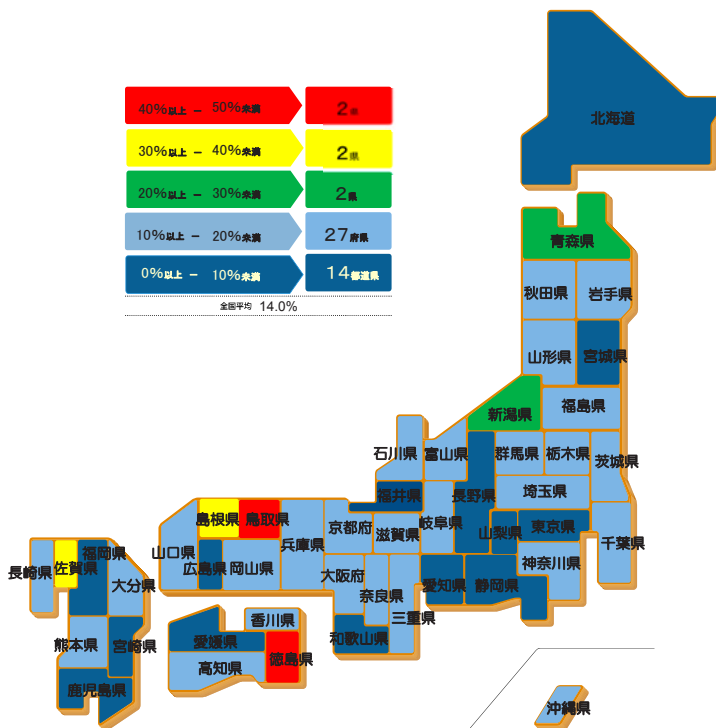 40%以上 − 50%未満 2県
30%以上 − 40%未満 2県
20%以上 − 30%未満 2県
10%以上 − 20%未満 27府県
0%以上 − 10%未満 14都道県
全国平均 14.0%
北海道
青森県
秋田県 岩手県
山形県 宮城県
新潟県 福島県
石川県 富山県 群馬県 栃木県 茨城県
福井県 長野県 埼玉県
島根県 鳥取県 京都府 滋賀県 岐阜県 山梨県 東京県 千葉県
山口県 広島県 岡山県 兵庫県 神奈川県
長崎県 佐賀県 福岡県 大分県 大阪府 奈良県 愛知県 静岡県
香川県 三重県
熊本県 宮崎県 愛媛県 和歌山県
高知県 徳島県
鹿児島県
沖縄県